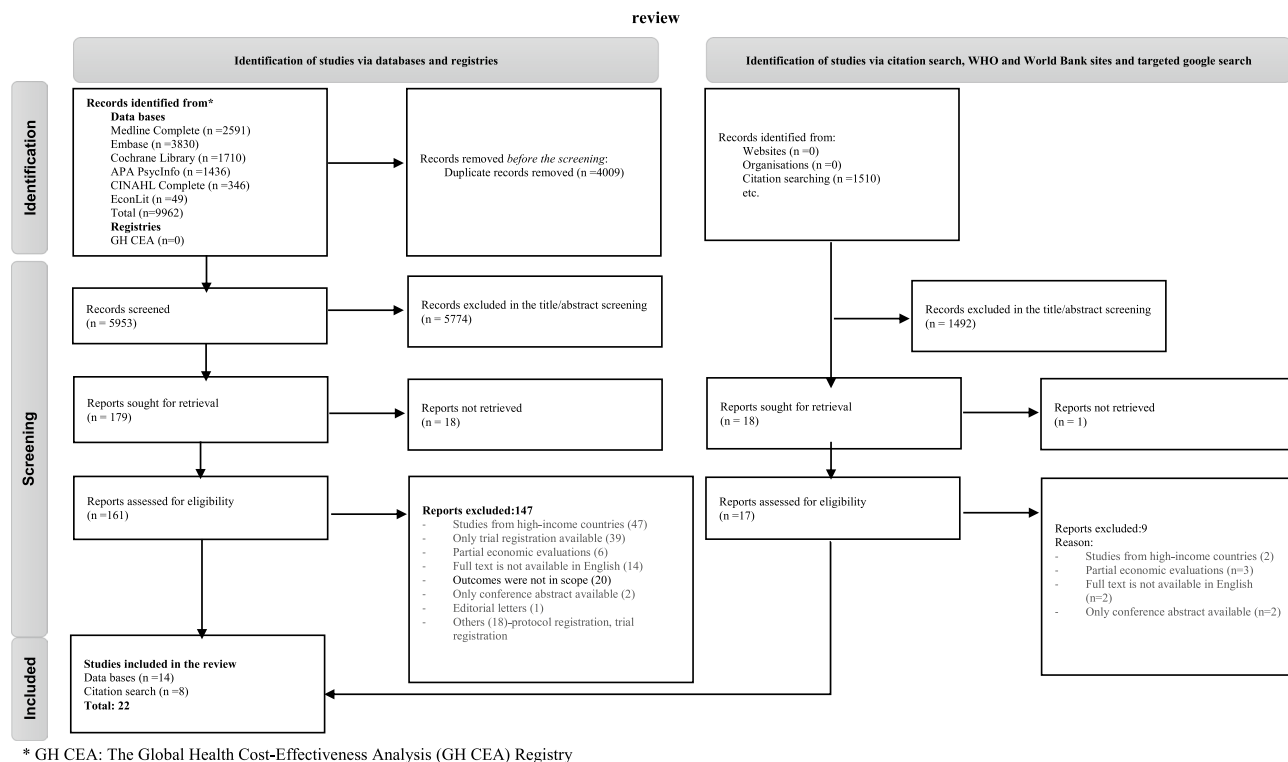 review
Identification of studies via databases and registries
Identification of studies via citation search, WHO and World Bank sites and targeted google search
Identification
Records identified from*
Data bases
Medline Complete (n =2591)
Embase (n =3830)
Cochrane Library (n =1710)
APA PsycInfo (n =1436)
CINAHL Complete (n =346)
EconLit (n =49)
Total (n=9962)
Registries
GH CEA (n=0)
Records removed before the screening:
Duplicate records removed (n =4009)
Records identified from:
Websites (n =0)
Organisations (n =0)
Citation searching (n =1510)
etc.
Screening
Records screened
(n = 5953)
Records excluded in the title/abstract screening
(n = 5774)
Records excluded in the title/abstract screening
(n = 1492)
Reports sought for retrieval
(n = 179)
Reports not retrieved
(n = 18)
Reports sought for retrieval
(n = 18)
Reports not retrieved
(n = 1)
Reports assessed for eligibility
(n =161)
Reports excluded:147
- Studies from high-income countries (47)
- Only trial registration available (39)
- Partial economic evaluations (6)
- Full text is not available in English (14)
- Outcomes were not in scope (20)
- Only conference abstract available (2)
- Editorial letters (1)
- Others (18)-protocol registration, trial
registration
Reports assessed for eligibility
(n =17)
Reports excluded:9
Reason:
- Studies from high-income countries (2)
- Partial economic evaluations (n=3)
- Full text is not available in English
(n=2)
- Only conference abstract available (n=2)
Included
Studies included in the review
Data bases (n =14)
Citation search (n =8)
Total: 22
* GH CEA: The Global Health Cost-Effectiveness Analysis (GH CEA) Registry